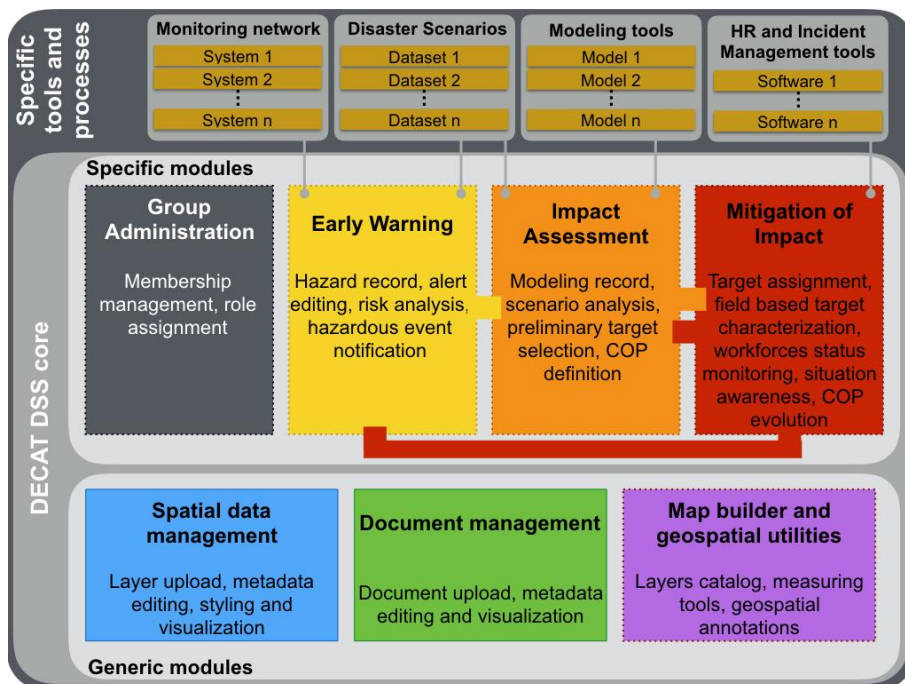 Specific
tools and
processes
Monitoring network
System 1
System 2
System n
Disaster Scenarios
Dataset 1
Dataset 2
Dataset n
Modeling tools
Model 1
Model 2
Model n
HR and Incident
Management tools
Software 1
Software n
DECAT DSS core
Specific modules
Group
Administration
Membership
management, role
assignment
Early Warning
Hazard record, alert
editing, risk analysis,
hazardous event
notification
Impact
Assessment
Modeling record,
scenario analysis,
preliminary target
selection, COP
definition
Mitigation of
Impact
Target assignment,
field based target
characterization,
workforces status
monitoring, situation
awareness, COP
evolution
Spatial data
management
Layer upload, metadata
editing, styling and
visualization
Document management
Document upload, metadata
editing and visualization
Map builder and
geospatial utilities
Layers catalog, measuring
tools, geospatial
annotations
Generic modules